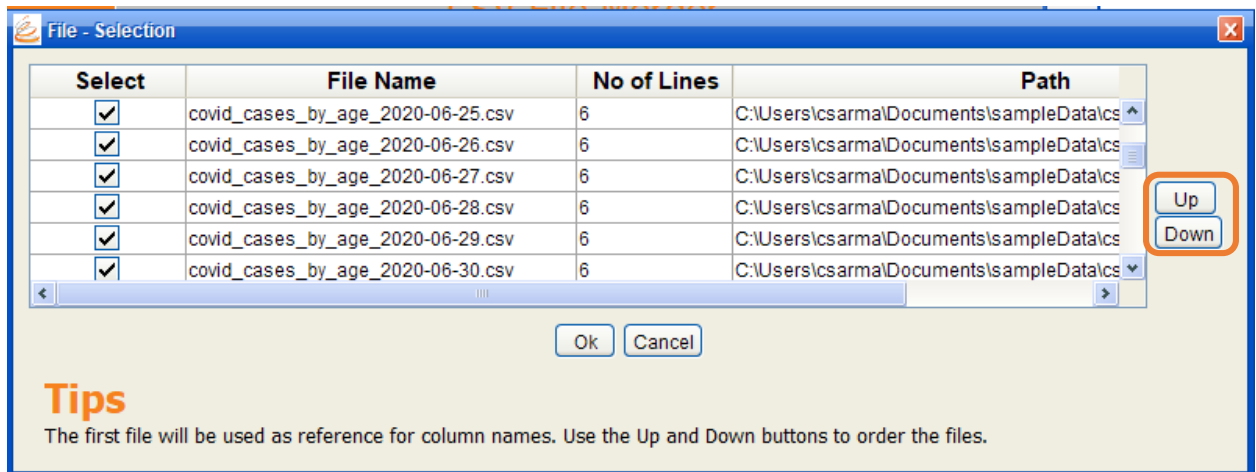 File - Selection
Select File Name No of Lines Path
covid_cases_by_age_2020-06-25.csv 6 C:\Users\csarma\Documents\sampleData\cs
covid_cases_by_age_2020-06-26.csv 6 C:\Users\csarma\Documents\sampleData\cs
covid_cases_by_age_2020-06-27.csv 6 C:\Users\csarma\Documents\sampleData\cs
covid_cases_by_age_2020-06-28.csv 6 C:\Users\csarma\Documents\sampleData\cs
covid_cases_by_age_2020-06-29.csv 6 C:\Users\csarma\Documents\sampleData\cs
covid_cases_by_age_2020-06-30.csv 6 C:\Users\csarma\Documents\sampleData\cs
Up
Down
Ok Cancel
Tips
The first file will be used as reference for column names. Use the Up and Down buttons to order the files.